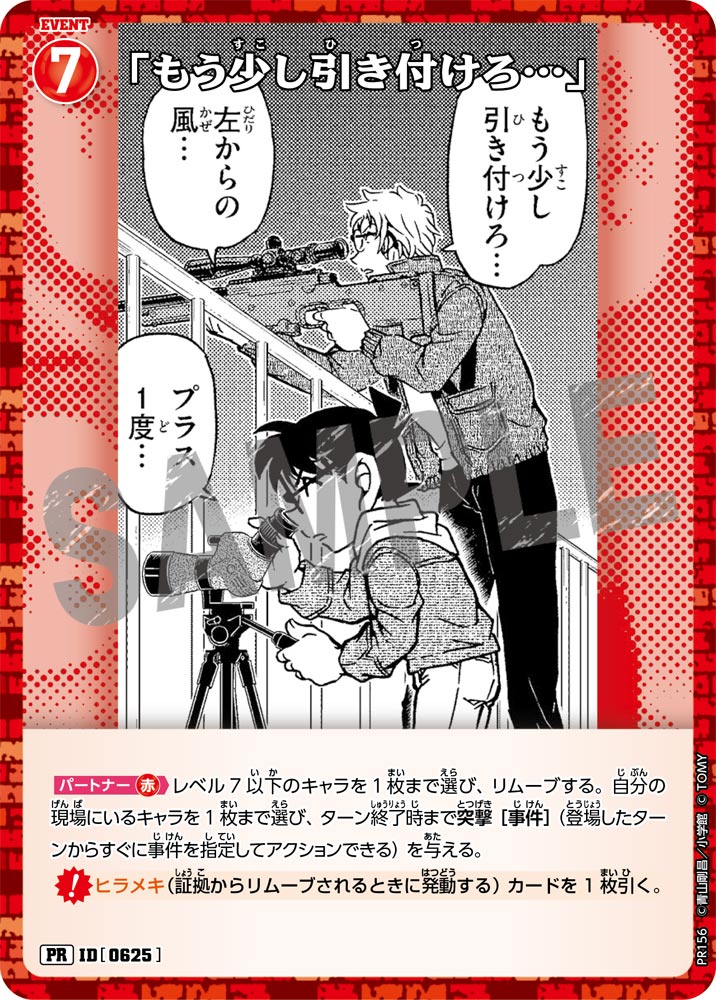 EVENT
7
「もう少し引き付けろ…」
もう少し
引き付けろ…
左からの
風…
プラス
1度…
SAMPLE
パートナー 赤 レベル7以下のキャラを1枚まで選び、リムーブする。自分の
現場にいるキャラを1枚まで選び、ターン終了時まで突撃［事件］（登場したター
ンからすぐに事件を指定してアクションできる）を与える。
ヒラメキ（証拠からリムーブされるときに発動する）カードを1枚引く。
PR ID［0625］
PR156 ©青山剛昌／小学館 © TOMY